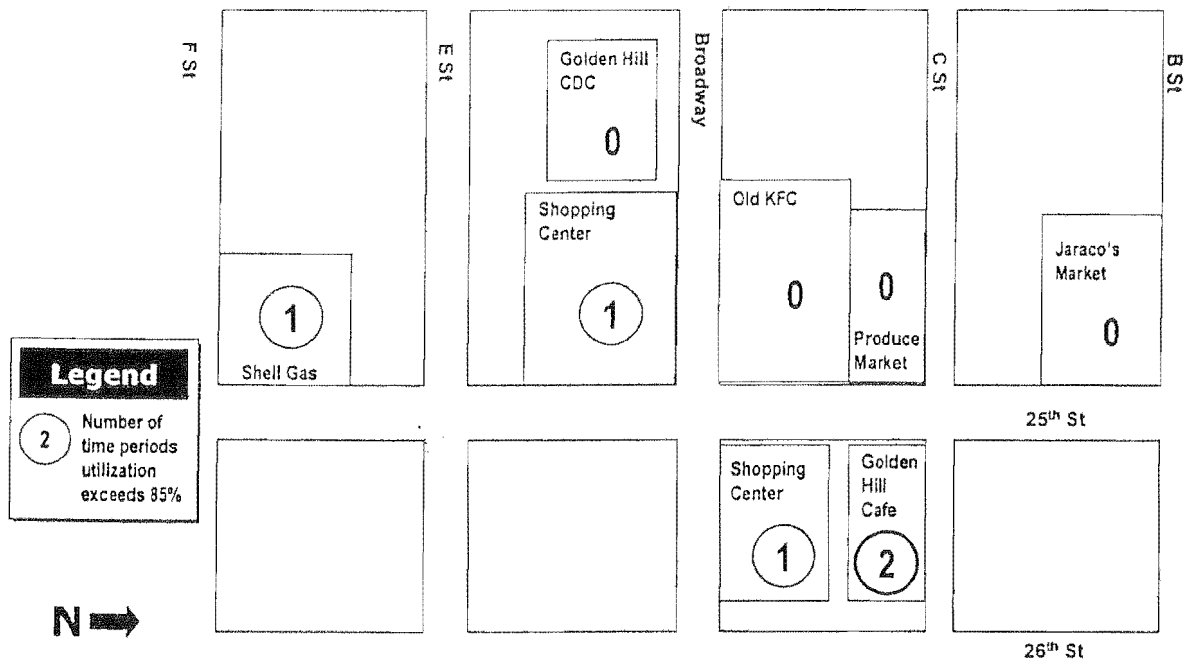 F St
E St
Broadway
C St
B St
Golden Hill
CDC
0
Shopping
Center
1
Old KFC
0
0
Produce
Market
Jaraco's
Market
0
1
Shell Gas
Legend
2
Number of
time periods
utilization
exceeds 85%
25th St
Shopping
Center
1
Golden
Hill
Cafe
2
N
26th St